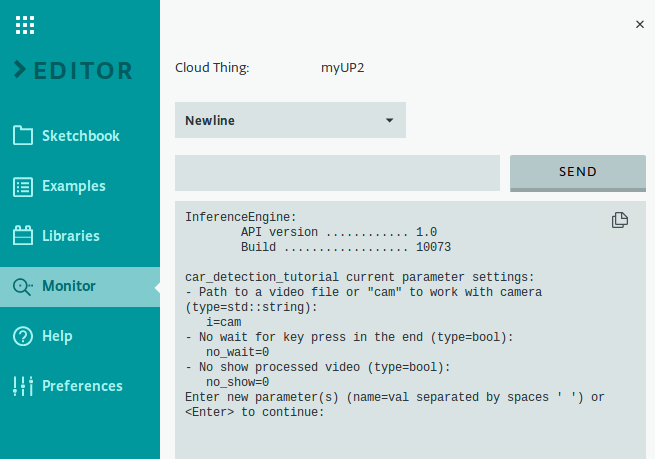 EDITOR
Sketchbook
Examples
Libraries
Monitor
Help
Preferences
Cloud Thing: myUP2
Newline
SEND
InferenceEngine:
API version ............ 1.0
Build .................. 10073
car_detection_tutorial current parameter settings:
- Path to a video file or "cam" to work with camera
(type=std::string):
i=cam
- No wait for key press in the end (type=bool):
no_wait=0
- No show processed video (type=bool):
no_show=0
Enter new parameter(s) (name=val separated by spaces ' ') or
<Enter> to continue: